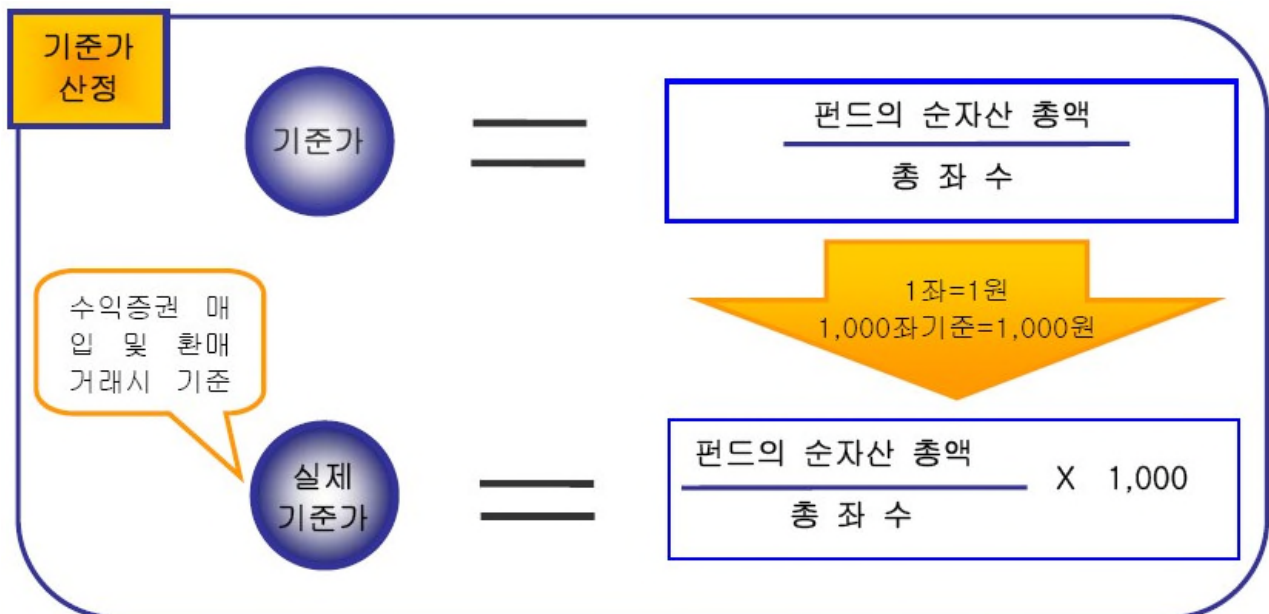 기준가
산정
기준가
펀드의 순자산 총액
총 좌 수
1좌=1원
1,000좌기준=1,000원
수익증권 매
입 및 환매
거래시 기준
실제
기준가
펀드의 순자산 총액
X 1,000
총 좌 수